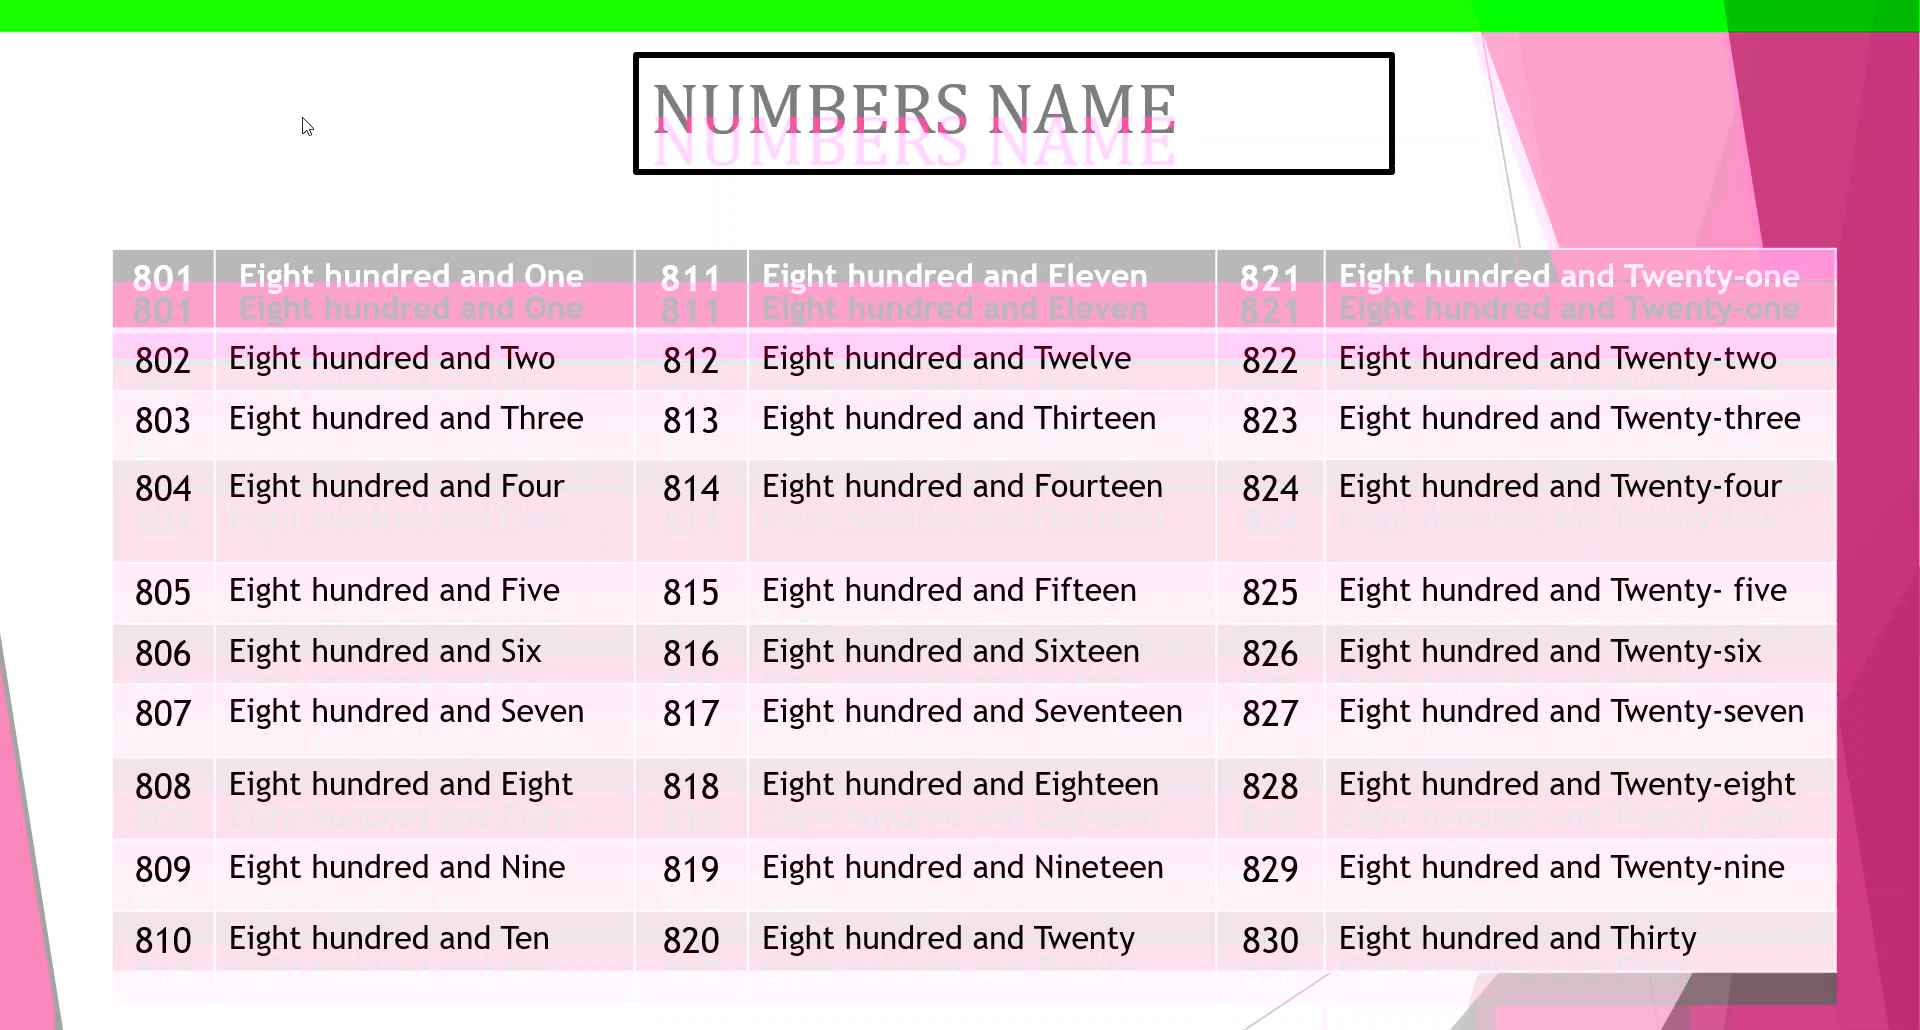 NUMBERS NAME
801 Eight hundred and One 811 Eight hundred and Eleven 821 Eight hundred and Twenty-one
802 Eight hundred and Two 812 Eight hundred and Twelve 822 Eight hundred and Twenty-two
803 Eight hundred and Three 813 Eight hundred and Thirteen 823 Eight hundred and Twenty-three
804 Eight hundred and Four 814 Eight hundred and Fourteen 824 Eight hundred and Twenty-four
805 Eight hundred and Five 815 Eight hundred and Fifteen 825 Eight hundred and Twenty- five
806 Eight hundred and Six 816 Eight hundred and Sixteen 826 Eight hundred and Twenty-six
807 Eight hundred and Seven 817 Eight hundred and Seventeen 827 Eight hundred and Twenty-seven
808 Eight hundred and Eight 818 Eight hundred and Eighteen 828 Eight hundred and Twenty-eight
809 Eight hundred and Nine 819 Eight hundred and Nineteen 829 Eight hundred and Twenty-nine
810 Eight hundred and Ten 820 Eight hundred and Twenty 830 Eight hundred and Thirty